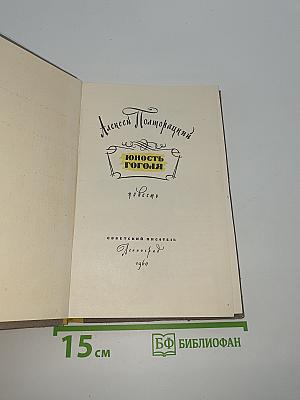 Алексей Полторацкий
ЮНОСТЬ
ГОГОЛЯ
повесть
СОВЕТСКИЙ ПИСАТЕЛЬ
Ленинград
1960
15 см
БФ БИБЛИОФАН